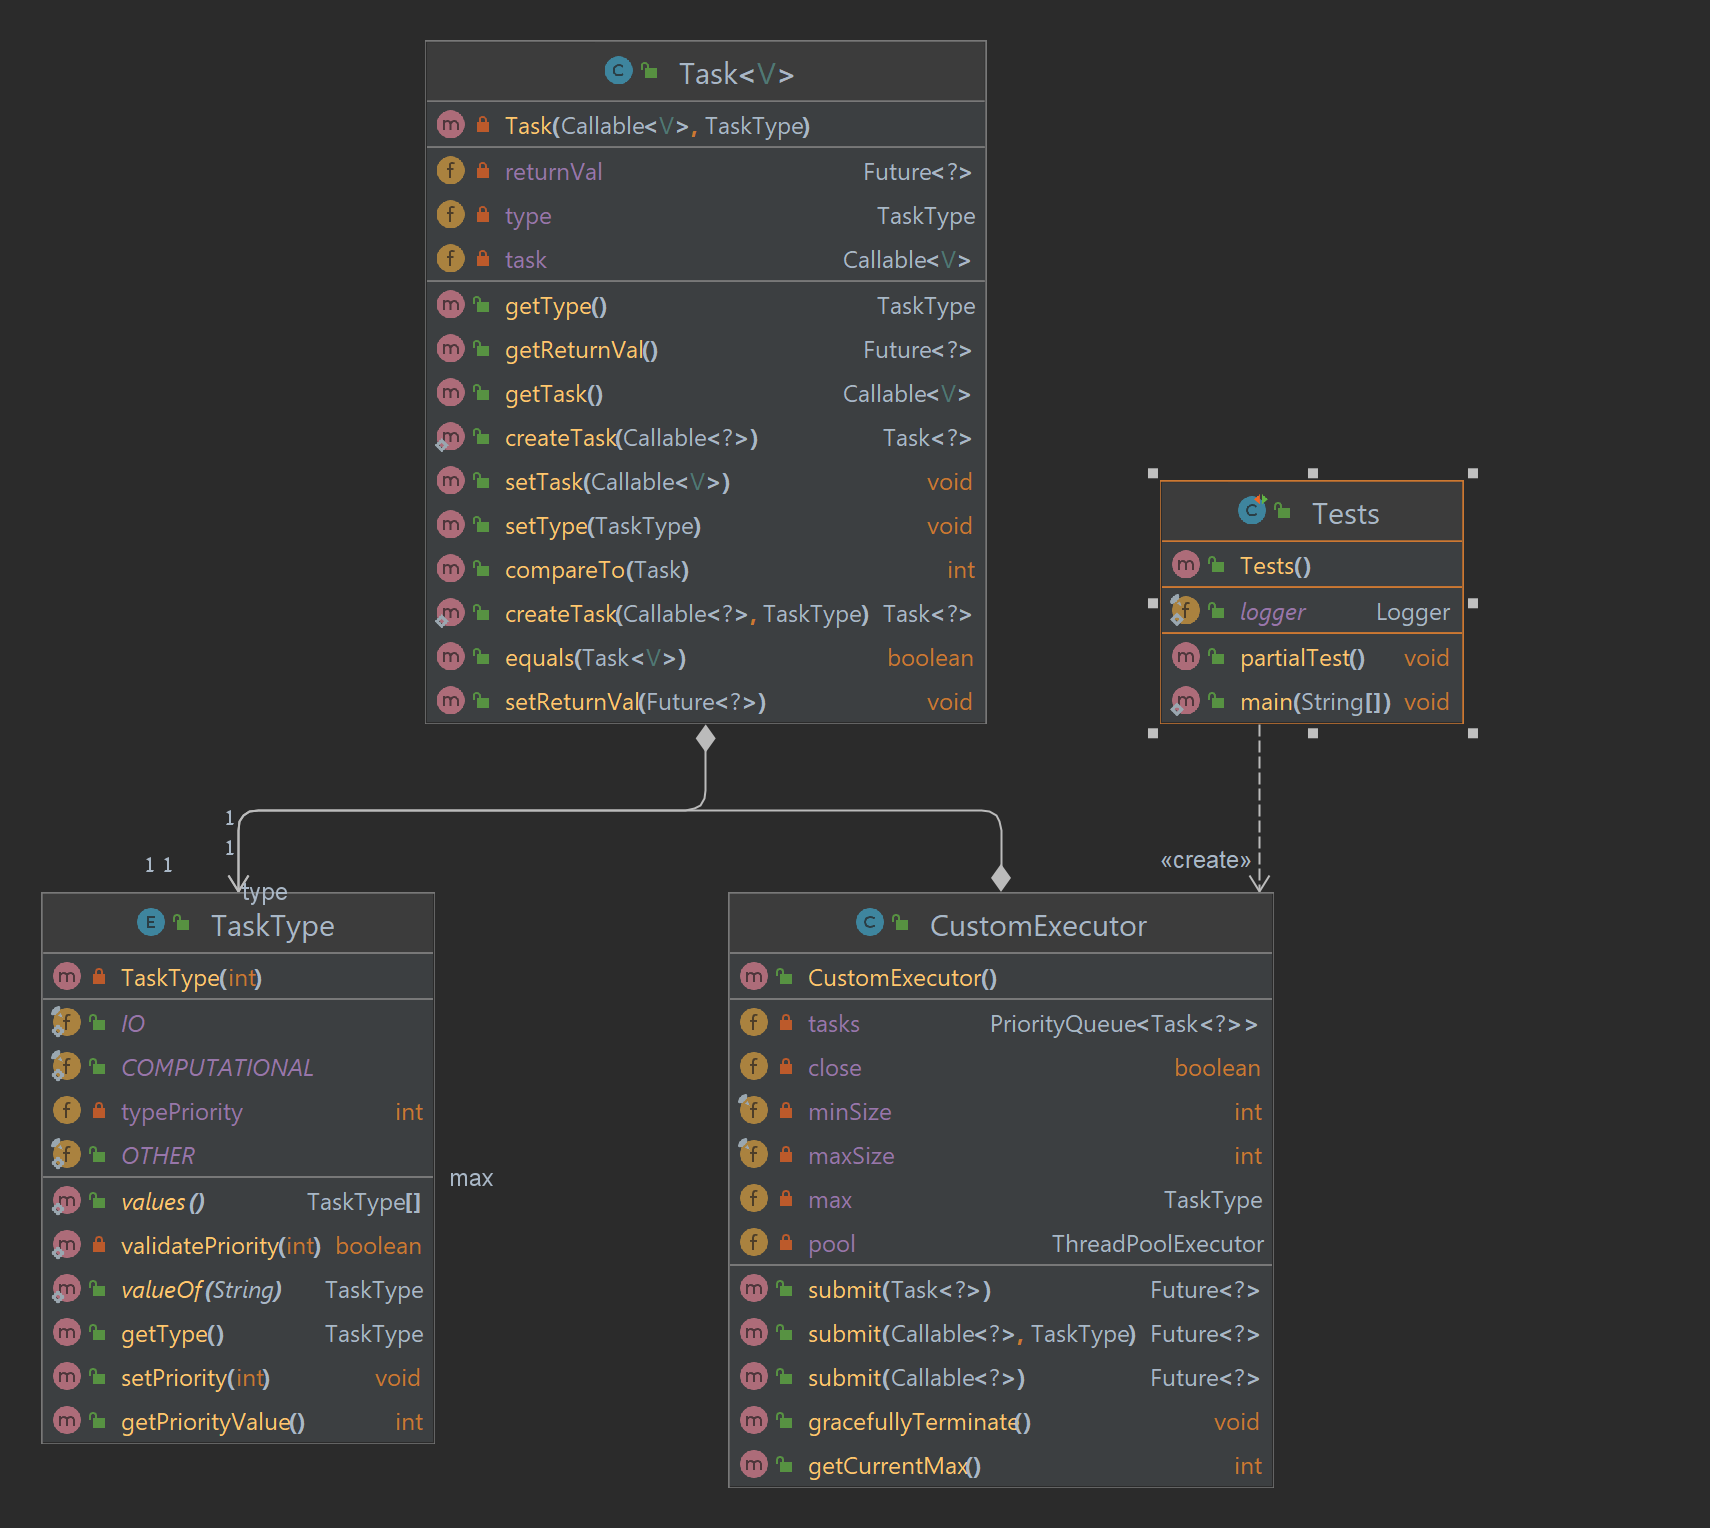 Task<V>
Task(Callable<V>, TaskType)
returnVal Future<?>
type TaskType
task Callable<V>
getType() TaskType
getReturnVal() Future<?>
getTask() Callable<V>
createTask(Callable<?>) Task<?>
setTask(Callable<V>) void
setType(TaskType) void
compareTo(Task) int
createTask(Callable<?>, TaskType) Task<?>
equals(Task<V>) boolean
setReturnVal(Future<?>) void
Tests
Tests()
logger Logger
partialTest() void
main(String[]) void
1
1
1 1
type
«create»
TaskType
TaskType(int)
IO
COMPUTATIONAL
typePriority int
OTHER
values() TaskType[]
validatePriority(int) boolean
valueOf(String) TaskType
getType() TaskType
setPriority(int) void
getPriorityValue() int
max
CustomExecutor
CustomExecutor()
tasks PriorityQueue<Task<?>>
close boolean
minSize int
maxSize int
max TaskType
pool ThreadPoolExecutor
submit(Task<?>) Future<?>
submit(Callable<?>, TaskType) Future<?>
submit(Callable<?>) Future<?>
gracefullyTerminate() void
getCurrentMax() int